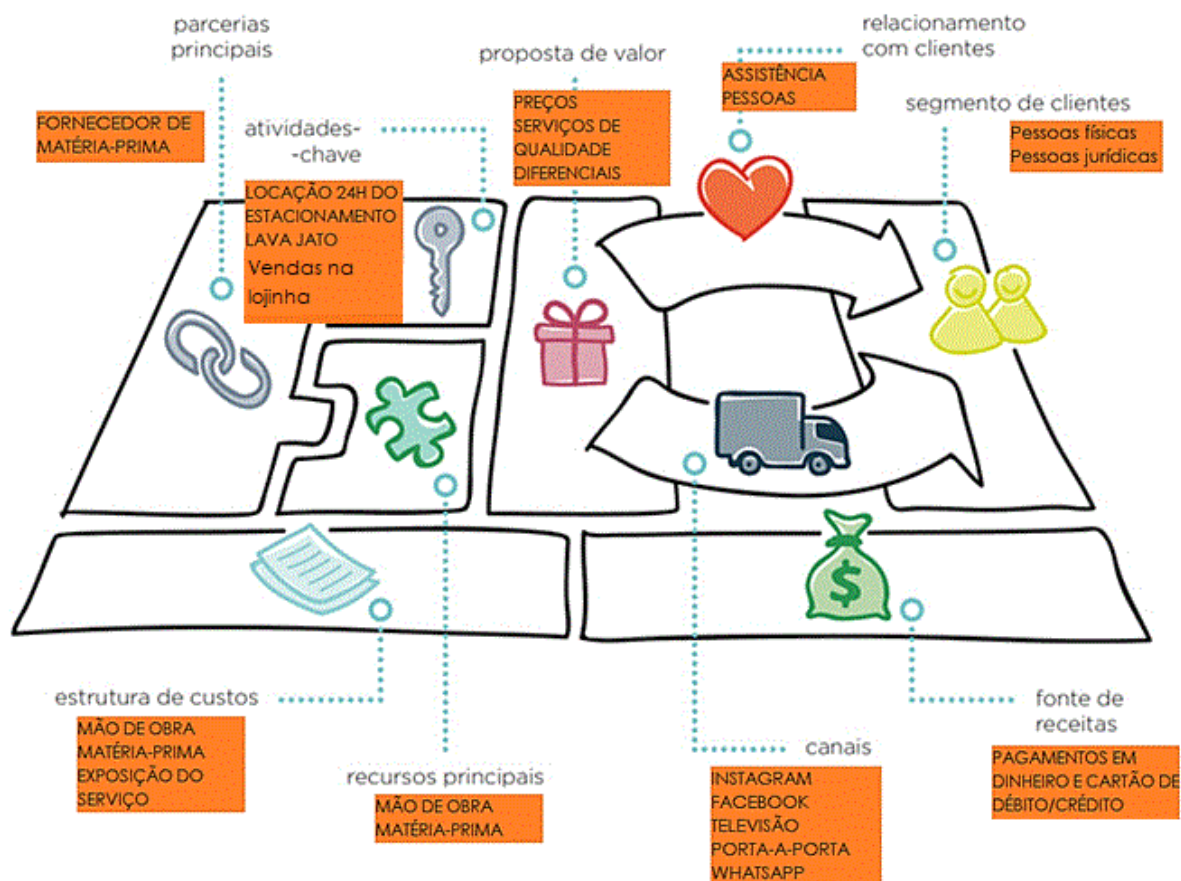 parcerias
principais
FORNECEDOR DE
MATÉRIA-PRIMA
atividades-
-chave
LOCAÇÃO 24H DO
ESTACIONAMENTO
LAVA JATO
Vendas na
lojinha
proposta de valor
PREÇOS
SERVIÇOS DE
QUALIDADE
DIFERENCIAIS
relacionamento
com clientes
ASSISTÊNCIA
PESSOAS
segmento de clientes
Pessoas físicas
Pessoas jurídicas
$
estrutura de custos
MÃO DE OBRA
MATÉRIA-PRIMA
EXPOSIÇÃO DO
SERVIÇO
recursos principais
MÃO DE OBRA
MATÉRIA-PRIMA
canais
INSTAGRAM
FACEBOOK
TELEVISÃO
PORTA-A-PORTA
WHATSAPP
fonte de
receitas
PAGAMENTOS EM
DINHEIRO E CARTÃO DE
DÉBITO/CRÉDITO